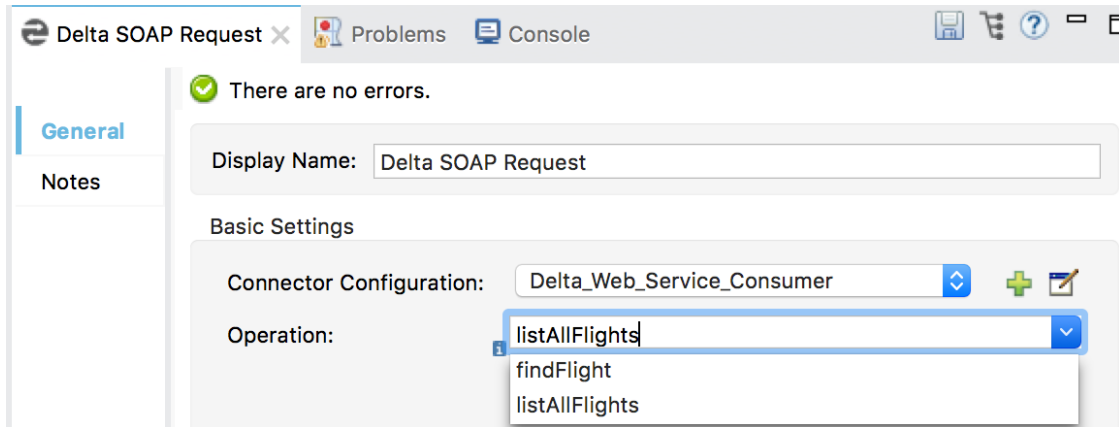 Delta SOAP Request Problems Console
There are no errors.
General
Display Name: Delta SOAP Request
Notes
Basic Settings
Connector Configuration: Delta_Web_Service_Consumer
Operation: listAllFlights
findFlight
listAllFlights